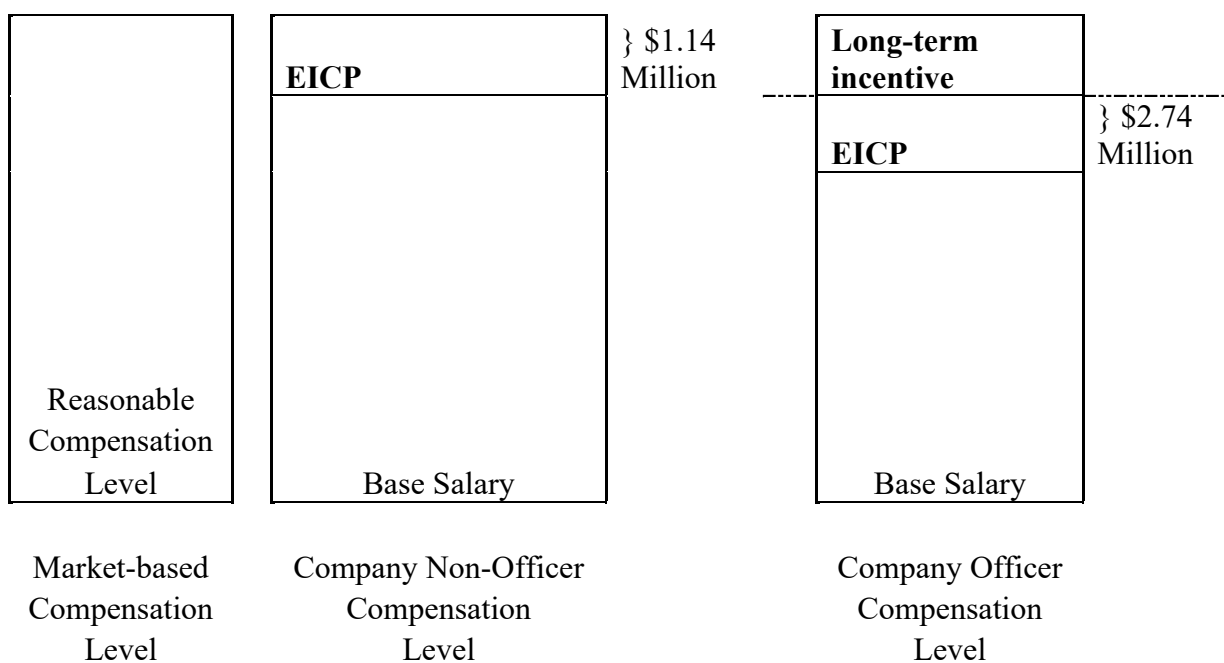 } $1.14
Million
EICP
Long-term
incentive
} $2.74
Million
EICP
Reasonable
Compensation
Level
Base Salary
Base Salary
Market-based
Compensation
Level
Company Non-Officer
Compensation
Level
Company Officer
Compensation
Level